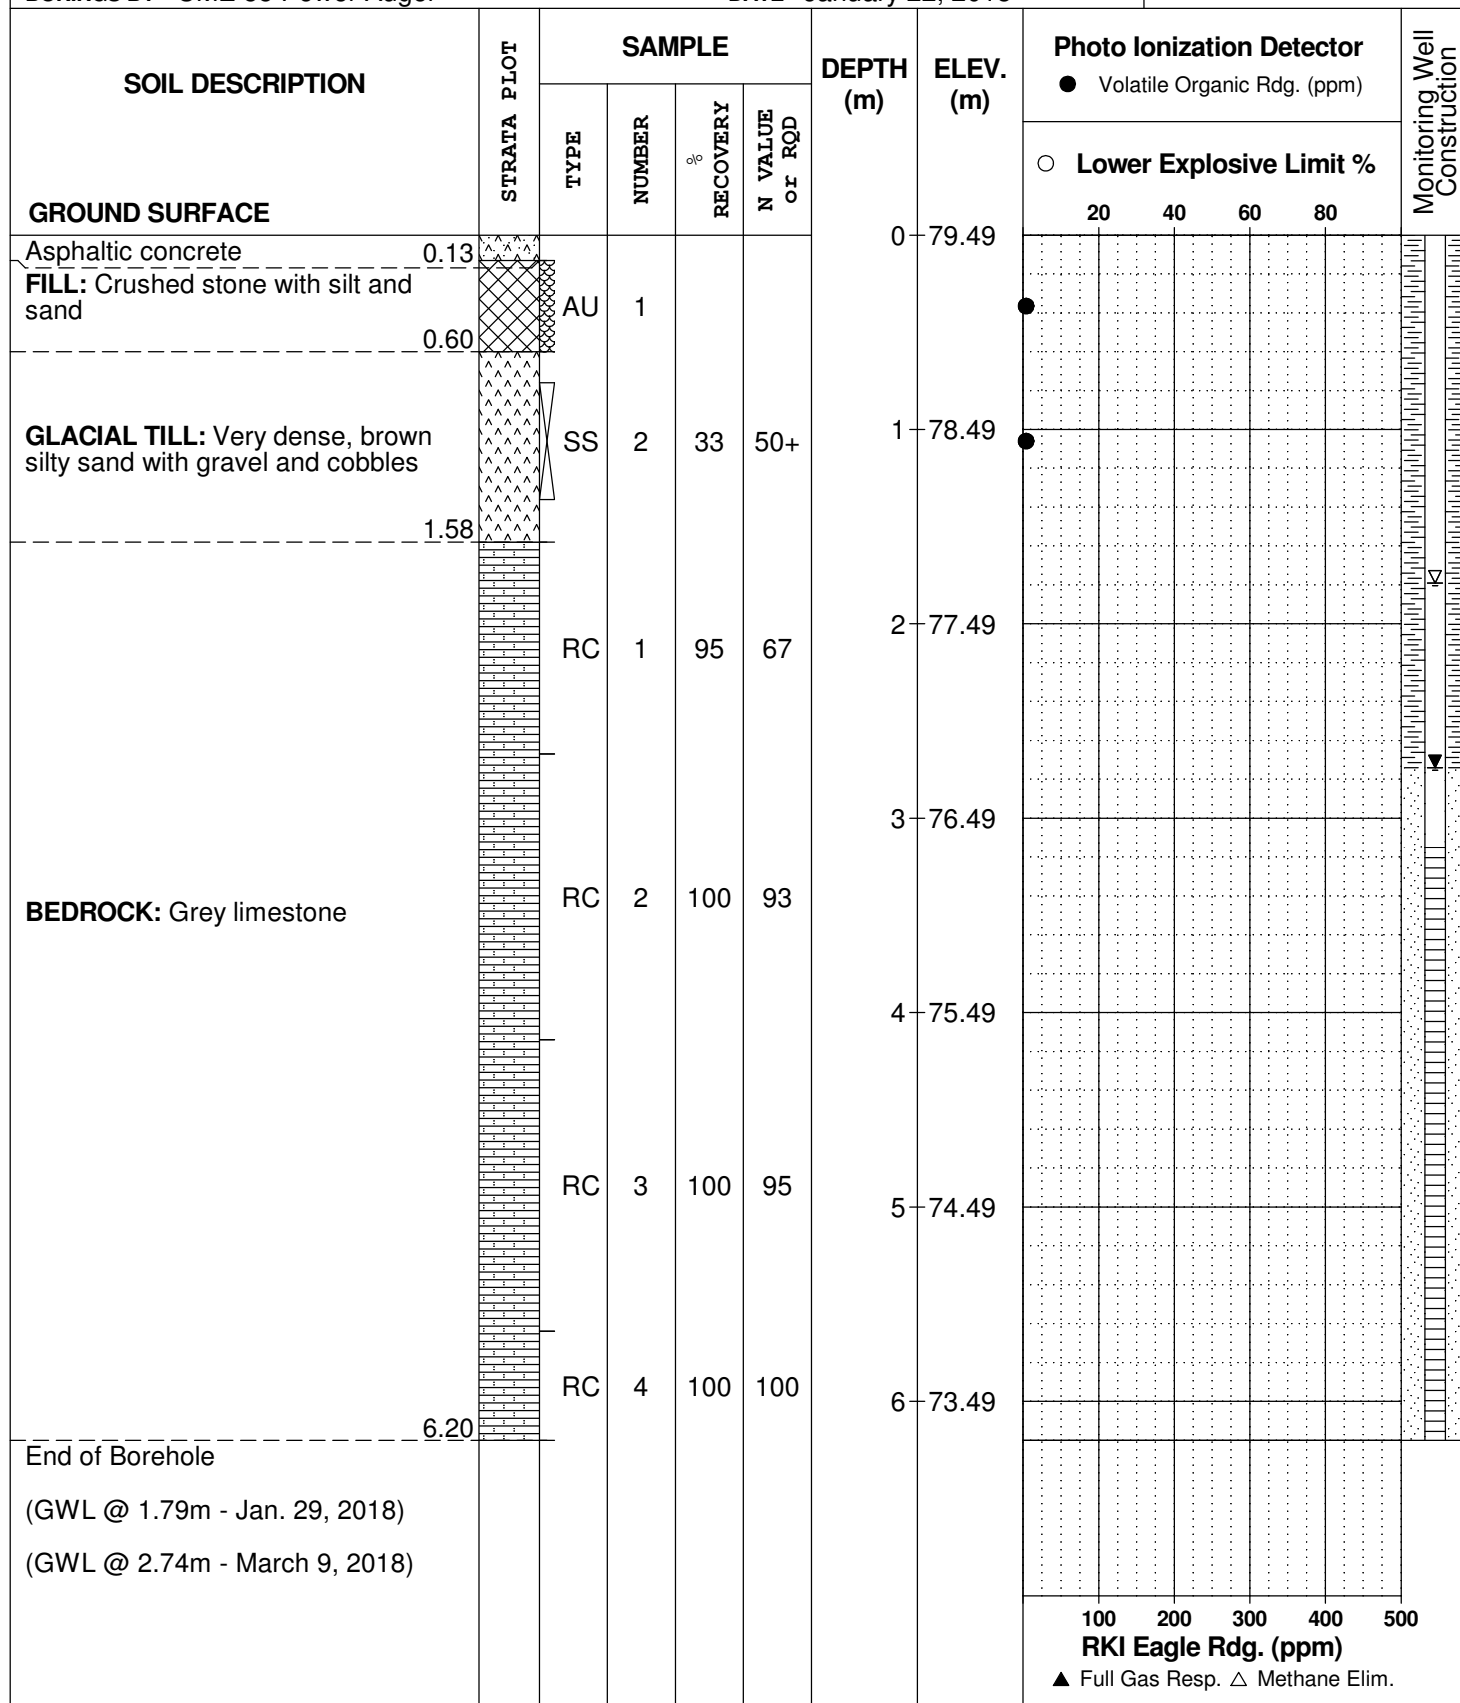 SOIL DESCRIPTION
GROUND SURFACE
STRATA PLOT
SAMPLE
TYPE
NUMBER
% RECOVERY
N VALUE or RQD
DEPTH (m)
ELEV. (m)
Photo Ionization Detector
● Volatile Organic Rdg. (ppm)
○ Lower Explosive Limit %
20 40 60 80
Monitoring Well Construction
0 79.49
Asphaltic concrete 0.13
FILL: Crushed stone with silt and
sand
0.60
AU 1
GLACIAL TILL: Very dense, brown
silty sand with gravel and cobbles
1.58
SS 2 33 50+
1 78.49
2 77.49
RC 1 95 67
3 76.49
BEDROCK: Grey limestone
RC 2 100 93
4 75.49
RC 3 100 95
5 74.49
RC 4 100 100
6 73.49
6.20
End of Borehole
(GWL @ 1.79m - Jan. 29, 2018)
(GWL @ 2.74m - March 9, 2018)
100 200 300 400 500
RKI Eagle Rdg. (ppm)
▲ Full Gas Resp. △ Methane Elim.